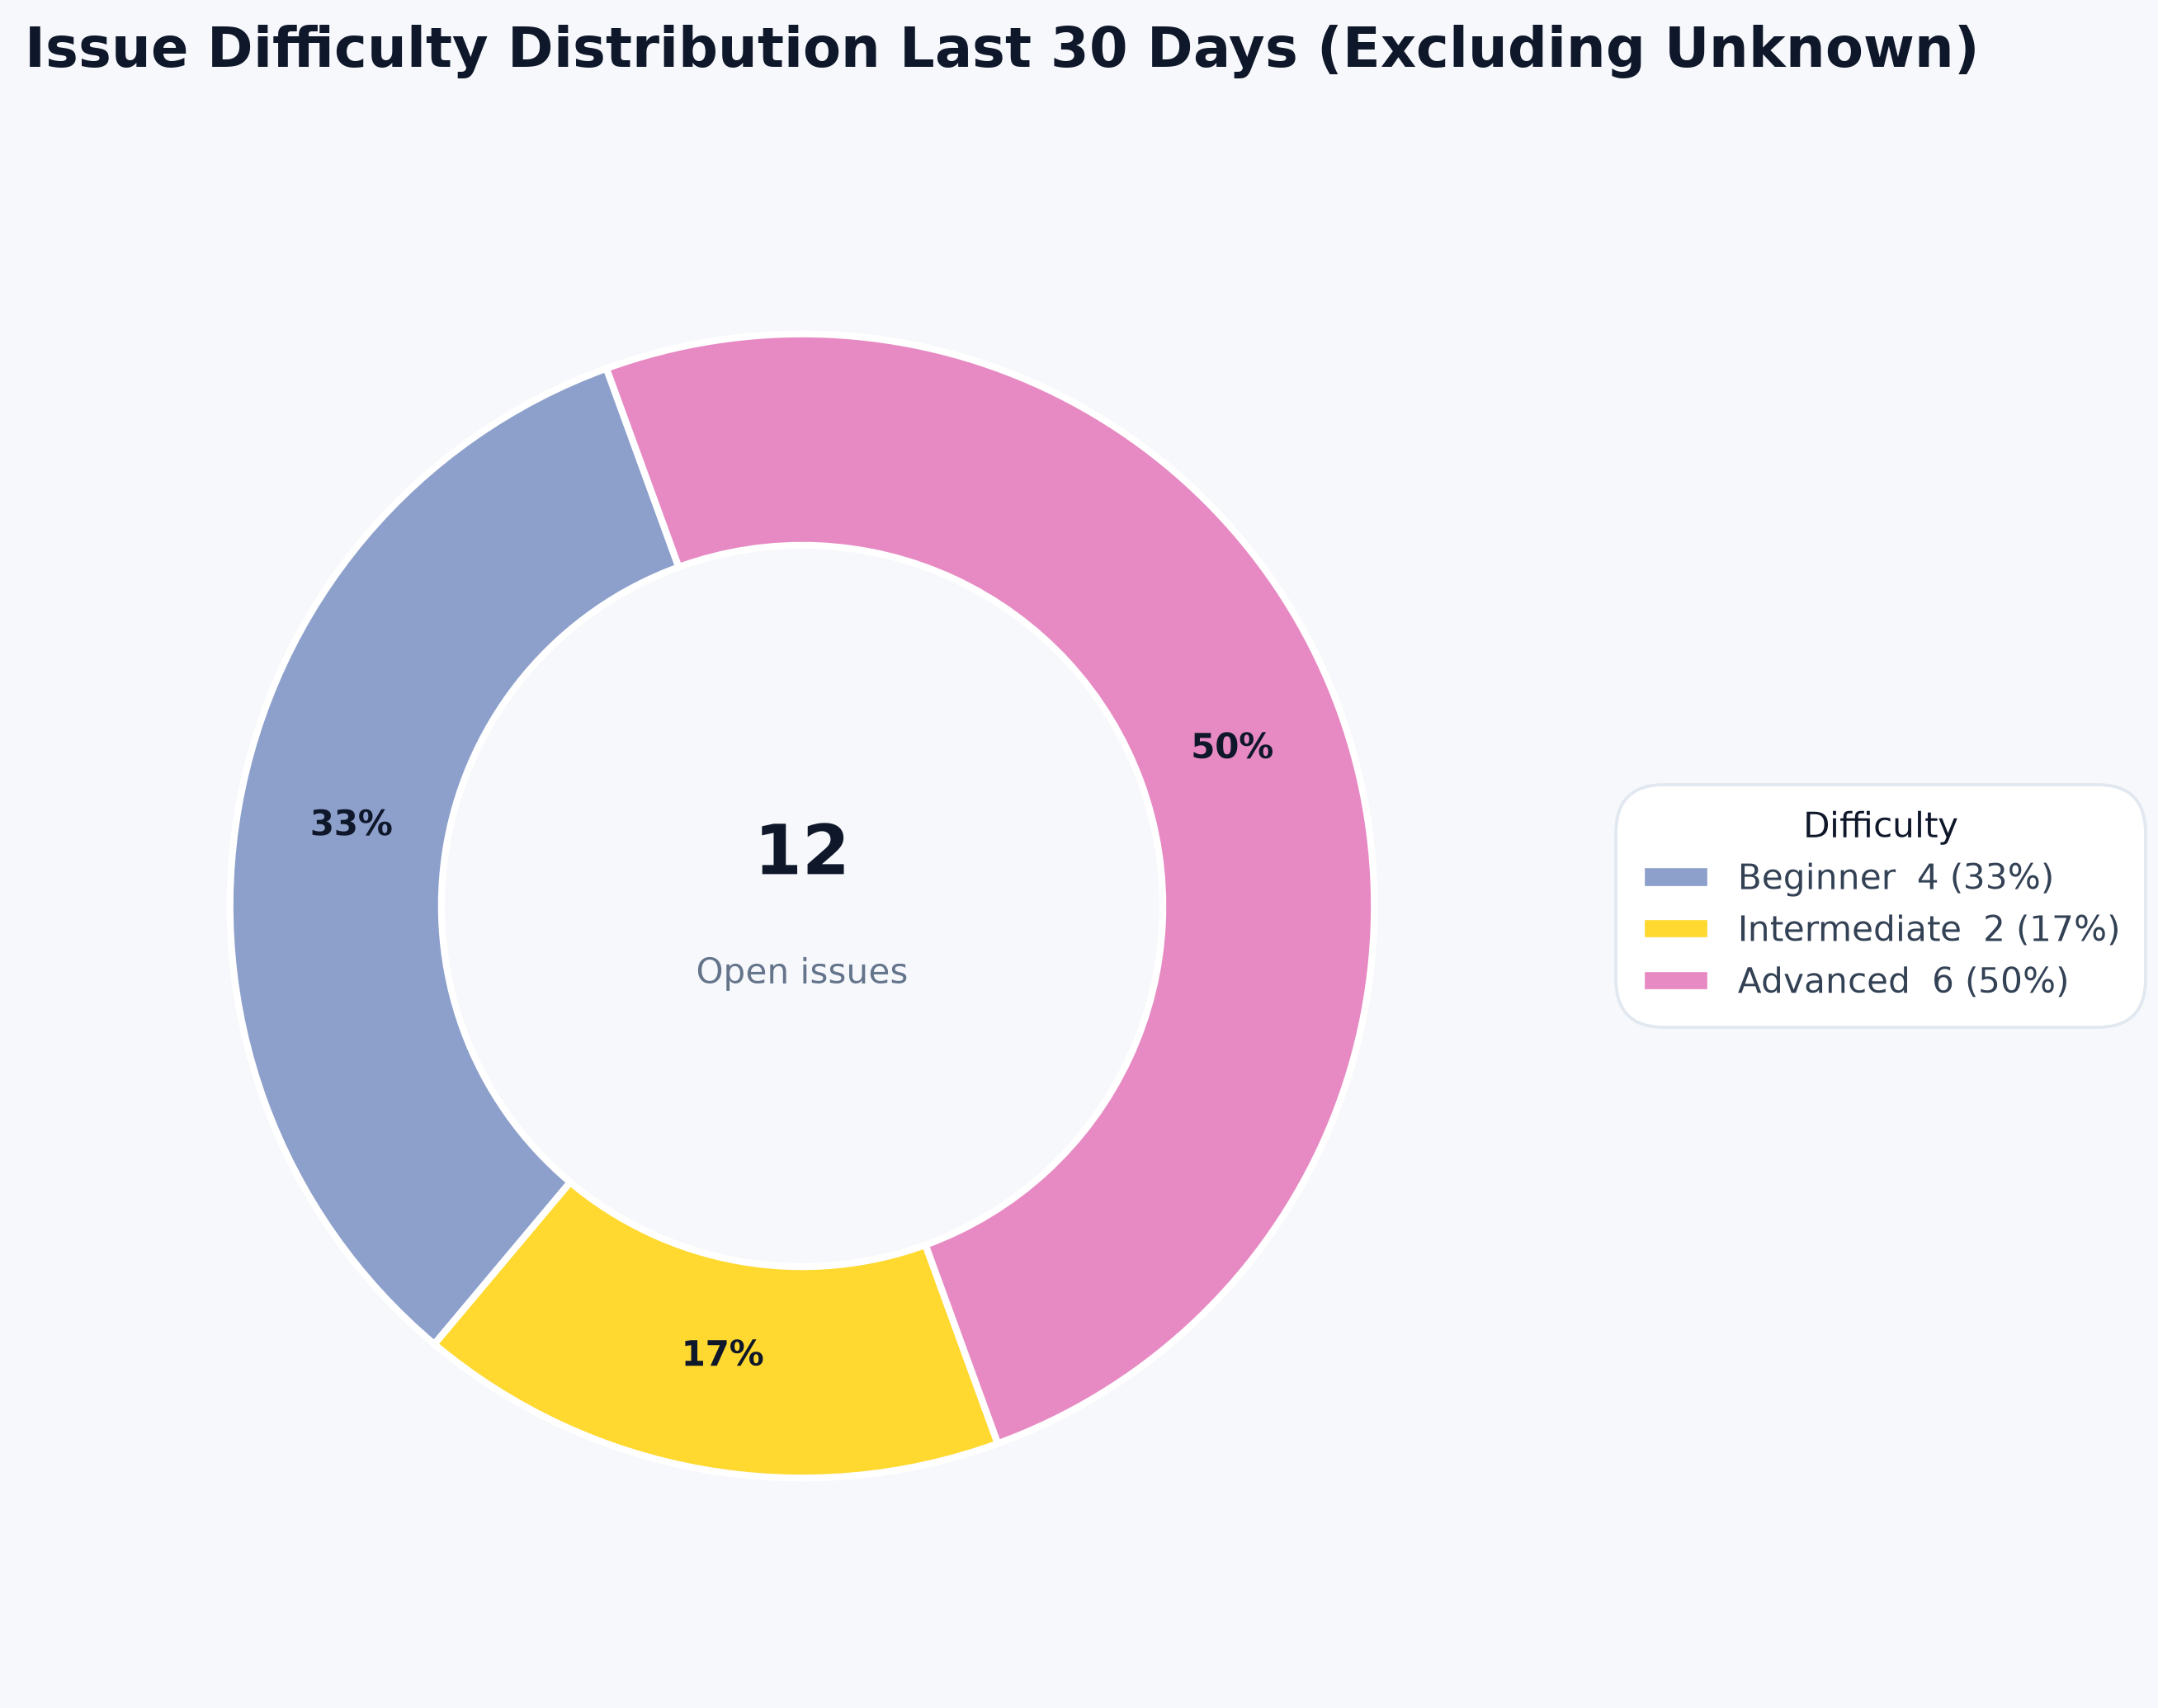 Issue Difficulty Distribution Last 30 Days (Excluding Unknown)
50%
33%
12
Open issues
17%
Difficulty
Beginner 4 (33%)
Intermediate 2 (17%)
Advanced 6 (50%)